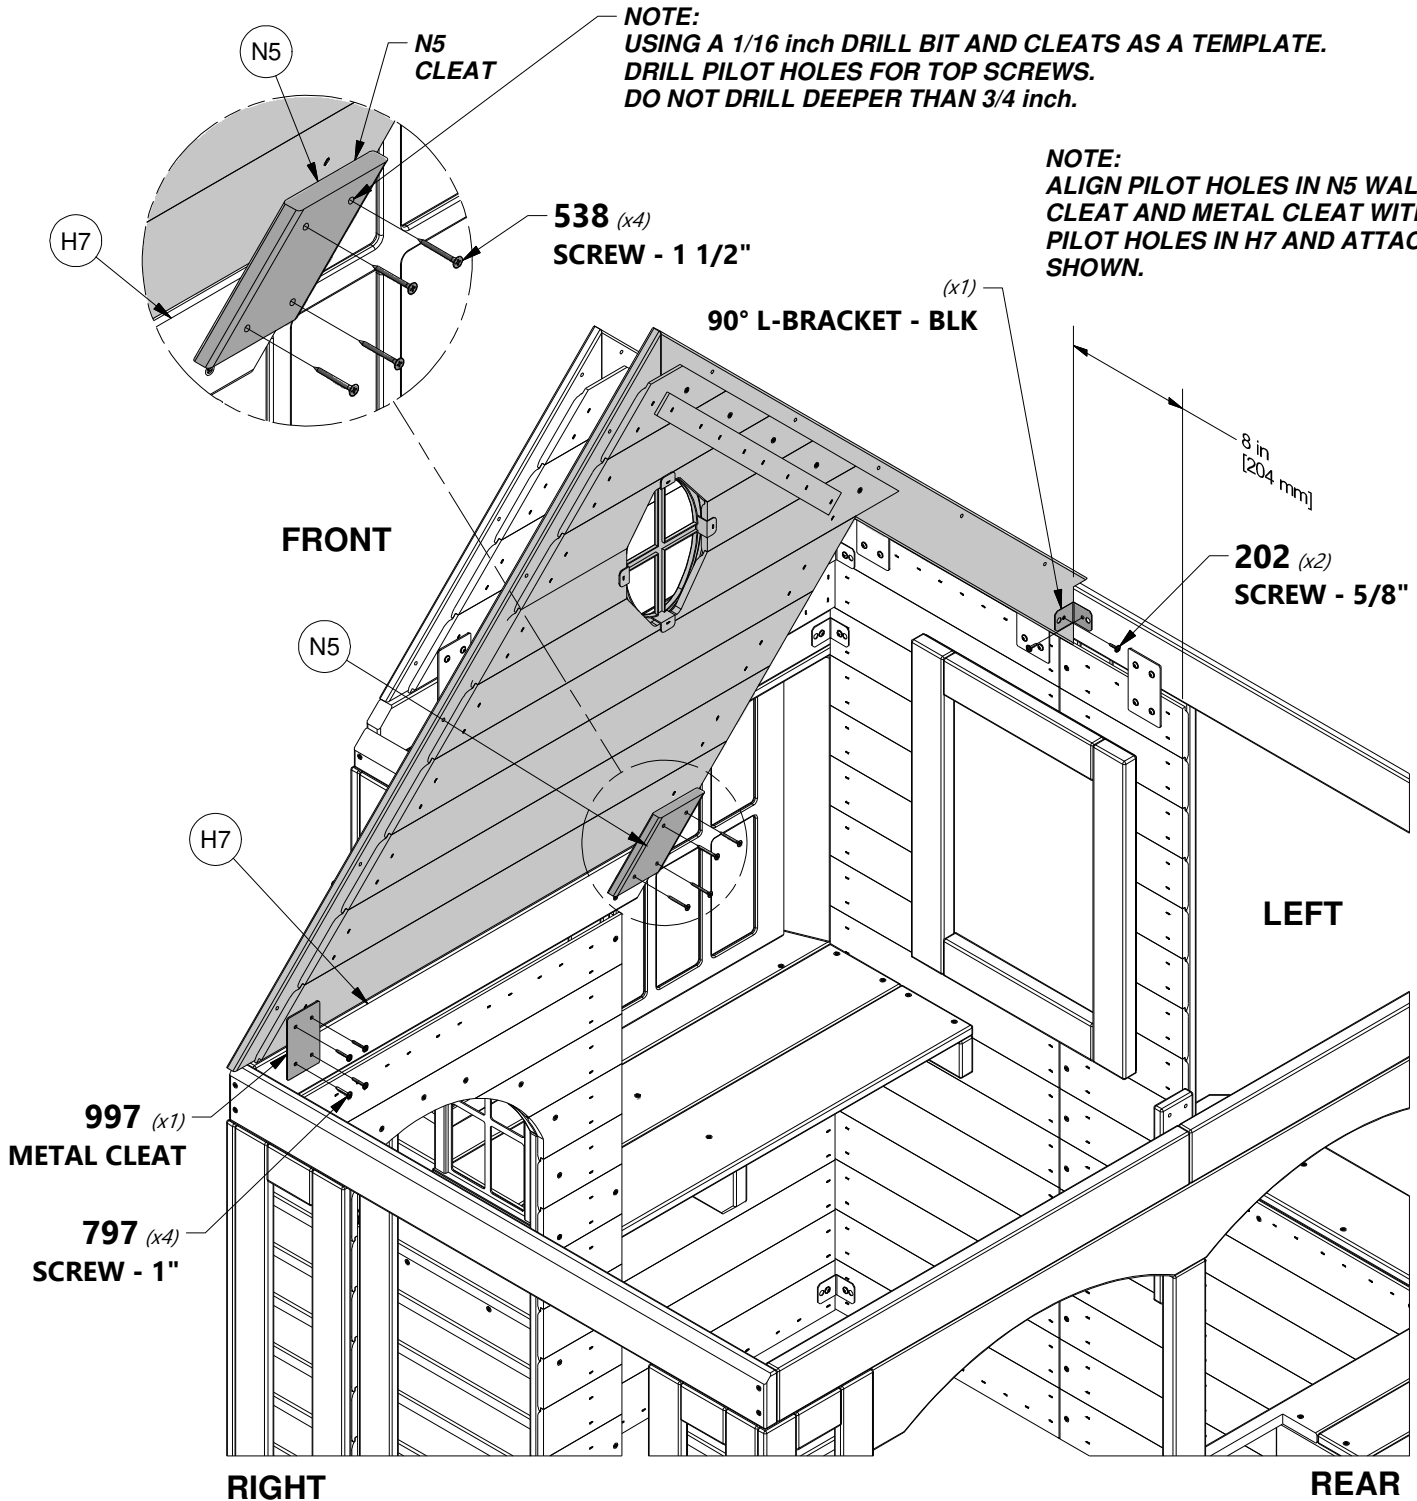 N5
N5
CLEAT
NOTE:
USING A 1/16 inch DRILL BIT AND CLEATS AS A TEMPLATE.
DRILL PILOT HOLES FOR TOP SCREWS.
DO NOT DRILL DEEPER THAN 3/4 inch.
NOTE:
ALIGN PILOT HOLES IN N5 WAL
CLEAT AND METAL CLEAT WIT
PILOT HOLES IN H7 AND ATTAC
SHOWN.
H7
538 (x4)
SCREW - 1 1/2"
(x1)
90° L-BRACKET - BLK
8 in
[204 mm]
FRONT
202 (x2)
SCREW - 5/8"
N5
H7
LEFT
997 (x1)
METAL CLEAT
797 (x4)
SCREW - 1"
RIGHT
REAR